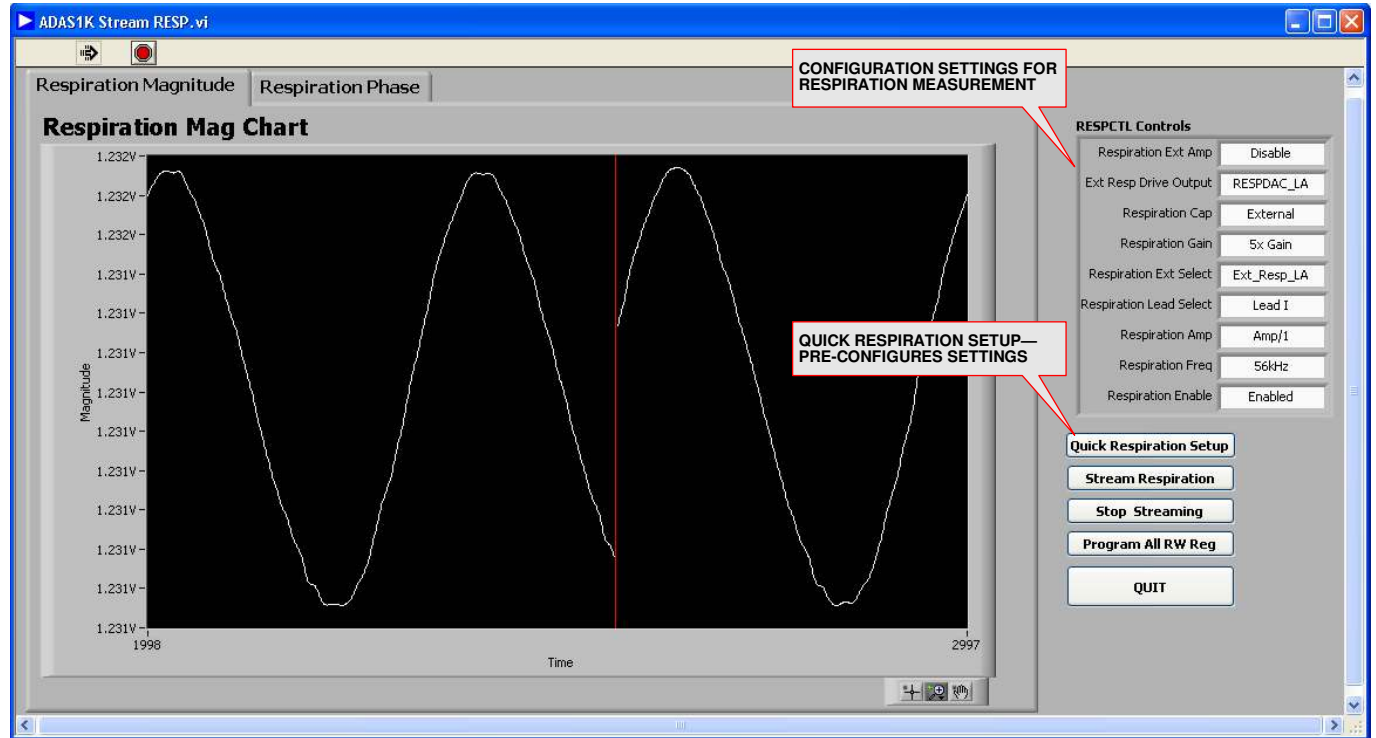 ADAS1K Stream RESP.vi
Respiration Magnitude
Respiration Phase
CONFIGURATION SETTINGS FOR
RESPIRATION MEASUREMENT
Respiration Mag Chart
1.232V
1.232V
1.232V
1.231V
1.231V
1.231V
1.231V
1.231V
1.231V
1.231V
1.231V
1.231V
1.231V
Magnitude
1998
2997
Time
RESPCTL Controls
Respiration Ext Amp Disable
Ext Resp Drive Output RESPDAC_LA
Respiration Cap External
Respiration Gain 5x Gain
Respiration Ext Select Ext_Resp_LA
Respiration Lead Select Lead I
Respiration Amp Amp/1
Respiration Freq 56kHz
Respiration Enable Enabled
QUICK RESPIRATION SETUP—
PRE-CONFIGURES SETTINGS
Quick Respiration Setup
Stream Respiration
Stop Streaming
Program All RW Reg
QUIT